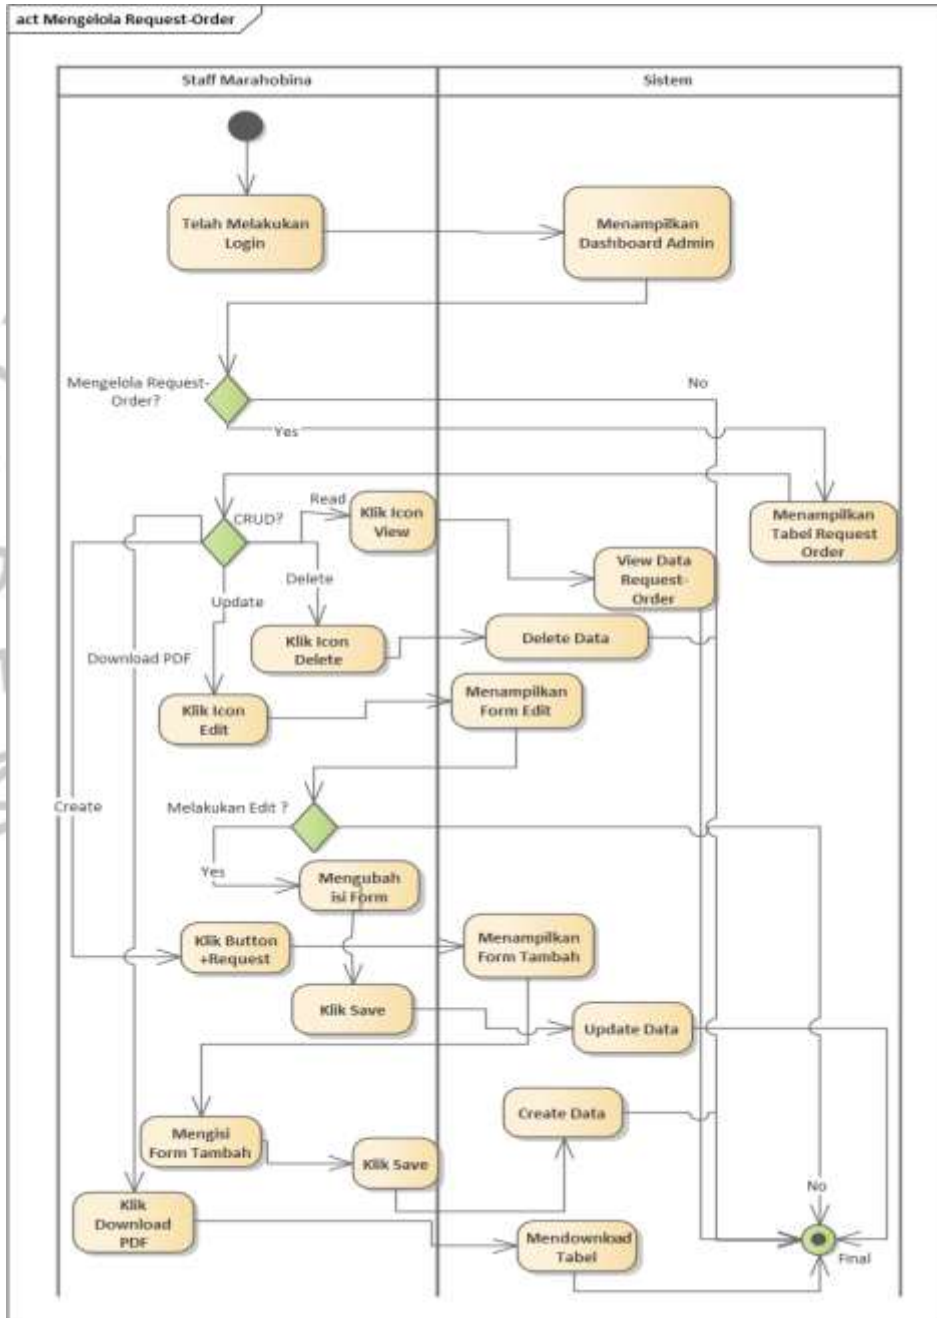 act Mengelola Request-Order
Staff Marahobina
Sistem
Telah Melakukan
Login
Menampilkan
Dashboard Admin
Mengelola Request-
Order?
No
Yes
Menampilkan
Tabel Request
Order
CRUD?
Read
Klik Icon
View
View Data
Request-
Order
Delete
Update
Klik Icon
Delete
Delete Data
Download PDF
Klik Icon
Edit
Menampilkan
Form Edit
Create
Melakukan Edit ?
Yes
Mengubah
isi Form
Klik Button
+Request
Menampilkan
Form Tambah
Klik Save
Update Data
Mengisi
Form Tambah
Klik Save
Create Data
Klik
Download
PDF
Mendownload
Tabel
No
Final